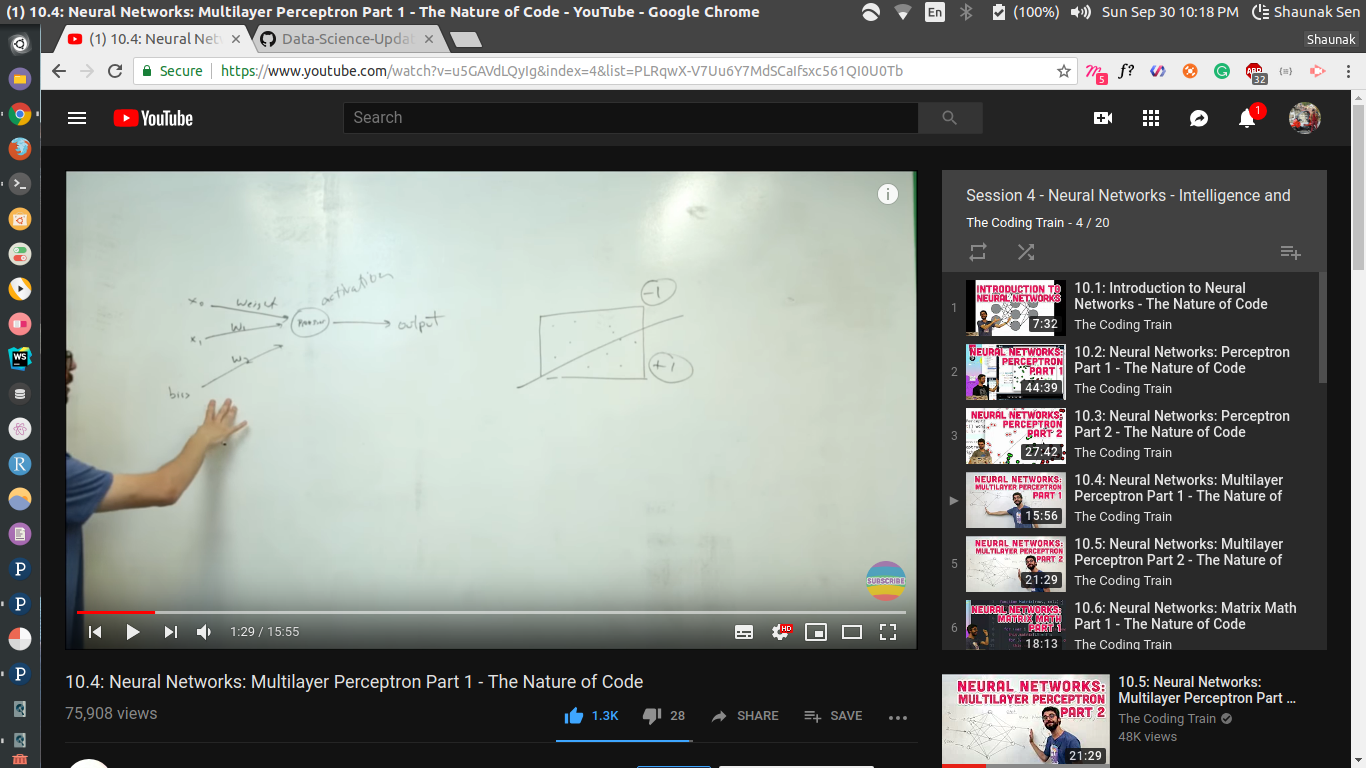 (1) 10.4: Neural Networks: Multilayer Perceptron Part 1 - The Nature of Code - YouTube - Google Chrome
En (100%) Sun Sep 30 10:18 PM Shaunak Sen
(1) 10.4: Neural Net
Data-Science-Updat
Shaunak
Secure https://www.youtube.com/watch?v=u5GAVdLQyIg&index=4&list=PLRqwX-V7Uu6Y7MdSCaIfsxc561QI0U0Tb
5 f? ABP 32
YouTube
Search
1
x₀ weight activation
x₁ w₁ output
w₂
bias
-1
+1
SUBSCRIBE
1:29 / 15:55
HD
10.4: Neural Networks: Multilayer Perceptron Part 1 - The Nature of Code
75,908 views
1.3K 28 SHARE SAVE
Session 4 - Neural Networks - Intelligence and
The Coding Train - 4 / 20
1
INTRODUCTION TO
NEURAL NETWORKS
7:32
10.1: Introduction to Neural
Networks - The Nature of Code
The Coding Train
2
NEURAL NETWORKS:
PERCEPTRON
PART 1
44:39
10.2: Neural Networks: Perceptron
Part 1 - The Nature of Code
The Coding Train
3
NEURAL NETWORKS:
PERCEPTRON
PART 2
27:42
10.3: Neural Networks: Perceptron
Part 2 - The Nature of Code
The Coding Train
NEURAL NETWORKS:
MULTILAYER PERCEPTRON
PART 1
15:56
10.4: Neural Networks: Multilayer
Perceptron Part 1 - The Nature of
The Coding Train
5
NEURAL NETWORKS:
MULTILAYER PERCEPTRON
PART 2
21:29
10.5: Neural Networks: Multilayer
Perceptron Part 2 - The Nature of
The Coding Train
6
NEURAL NETWORKS:
MATRIX MATH
PART 1
18:13
10.6: Neural Networks: Matrix Math
Part 1 - The Nature of Code
The Coding Train
NEURAL NETWORKS:
MULTILAYER PERCEPTRON
PART 2
21:29
10.5: Neural Networks:
Multilayer Perceptron Part ...
The Coding Train
48K views
WS
R
P
P
P